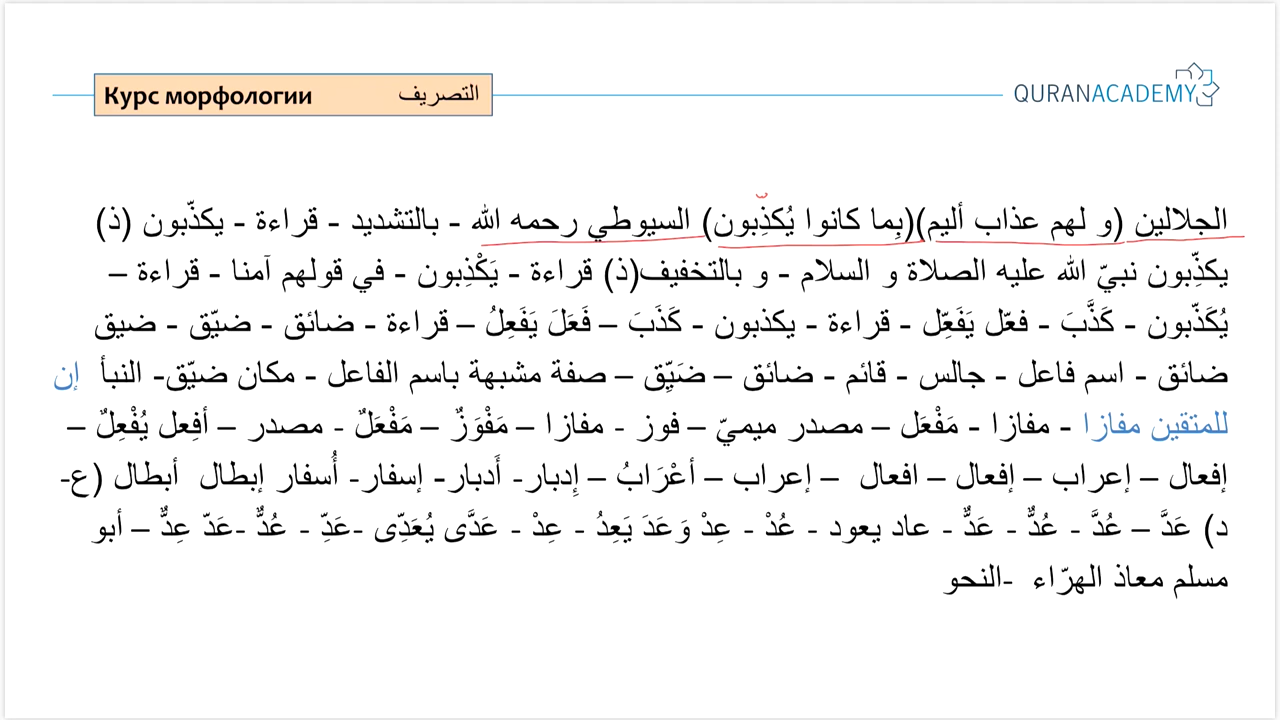 Курс морфологии التصريف
QURANACADEMY
الجلالين (و لهم عذاب أليم)(بِما كانوا يُكذِبون) السيوطي رحمه الله - بالتشديد - قراءة - يكذّبون (ذ)
يكذِّبون نبيّ الله عليه الصلاة و السلام - و بالتخفيف(ذ) قراءة - يَكْذِبون - في قولهم آمنا - قراءة –
يُكَذّبون - كَذَّبَ - فعّل يَفَعِّل - قراءة - يكذبون - كَذَبَ – فَعَلَ يَفَعِلُ – قراءة - ضائق - ضيّق - ضيق
ضائق - اسم فاعل - جالس - قائم - ضائق – ضَيِّق – صفة مشبهة باسم الفاعل - مكان ضيّق- النبأ إن
للمتقين مفازا - مفازا - مَفْعَل – مصدر ميميّ – فوز - مفازا – مَفْوَزٌ – مَفْعَلٌ - مصدر – أفِعل يُفْعِلٌ –
إفعال – إعراب – إفعال – افعال – إعراب – أعْرَابُ – إِدبار- أَدبار- إسفار- أُسفار إبطال أبطال (ع-
د) عَدَّ – عُدَّ - عُدٌّ - عَدٌّ - عاد يعود - عُدْ - عِدْ وَعَدَ يَعِدُ - عِدْ - عَدَّى يُعَدِّى -عَدِّ - عُدٌّ -عَدّ عِدٌّ – أبو
مسلم معاذ الهرّاء -النحو